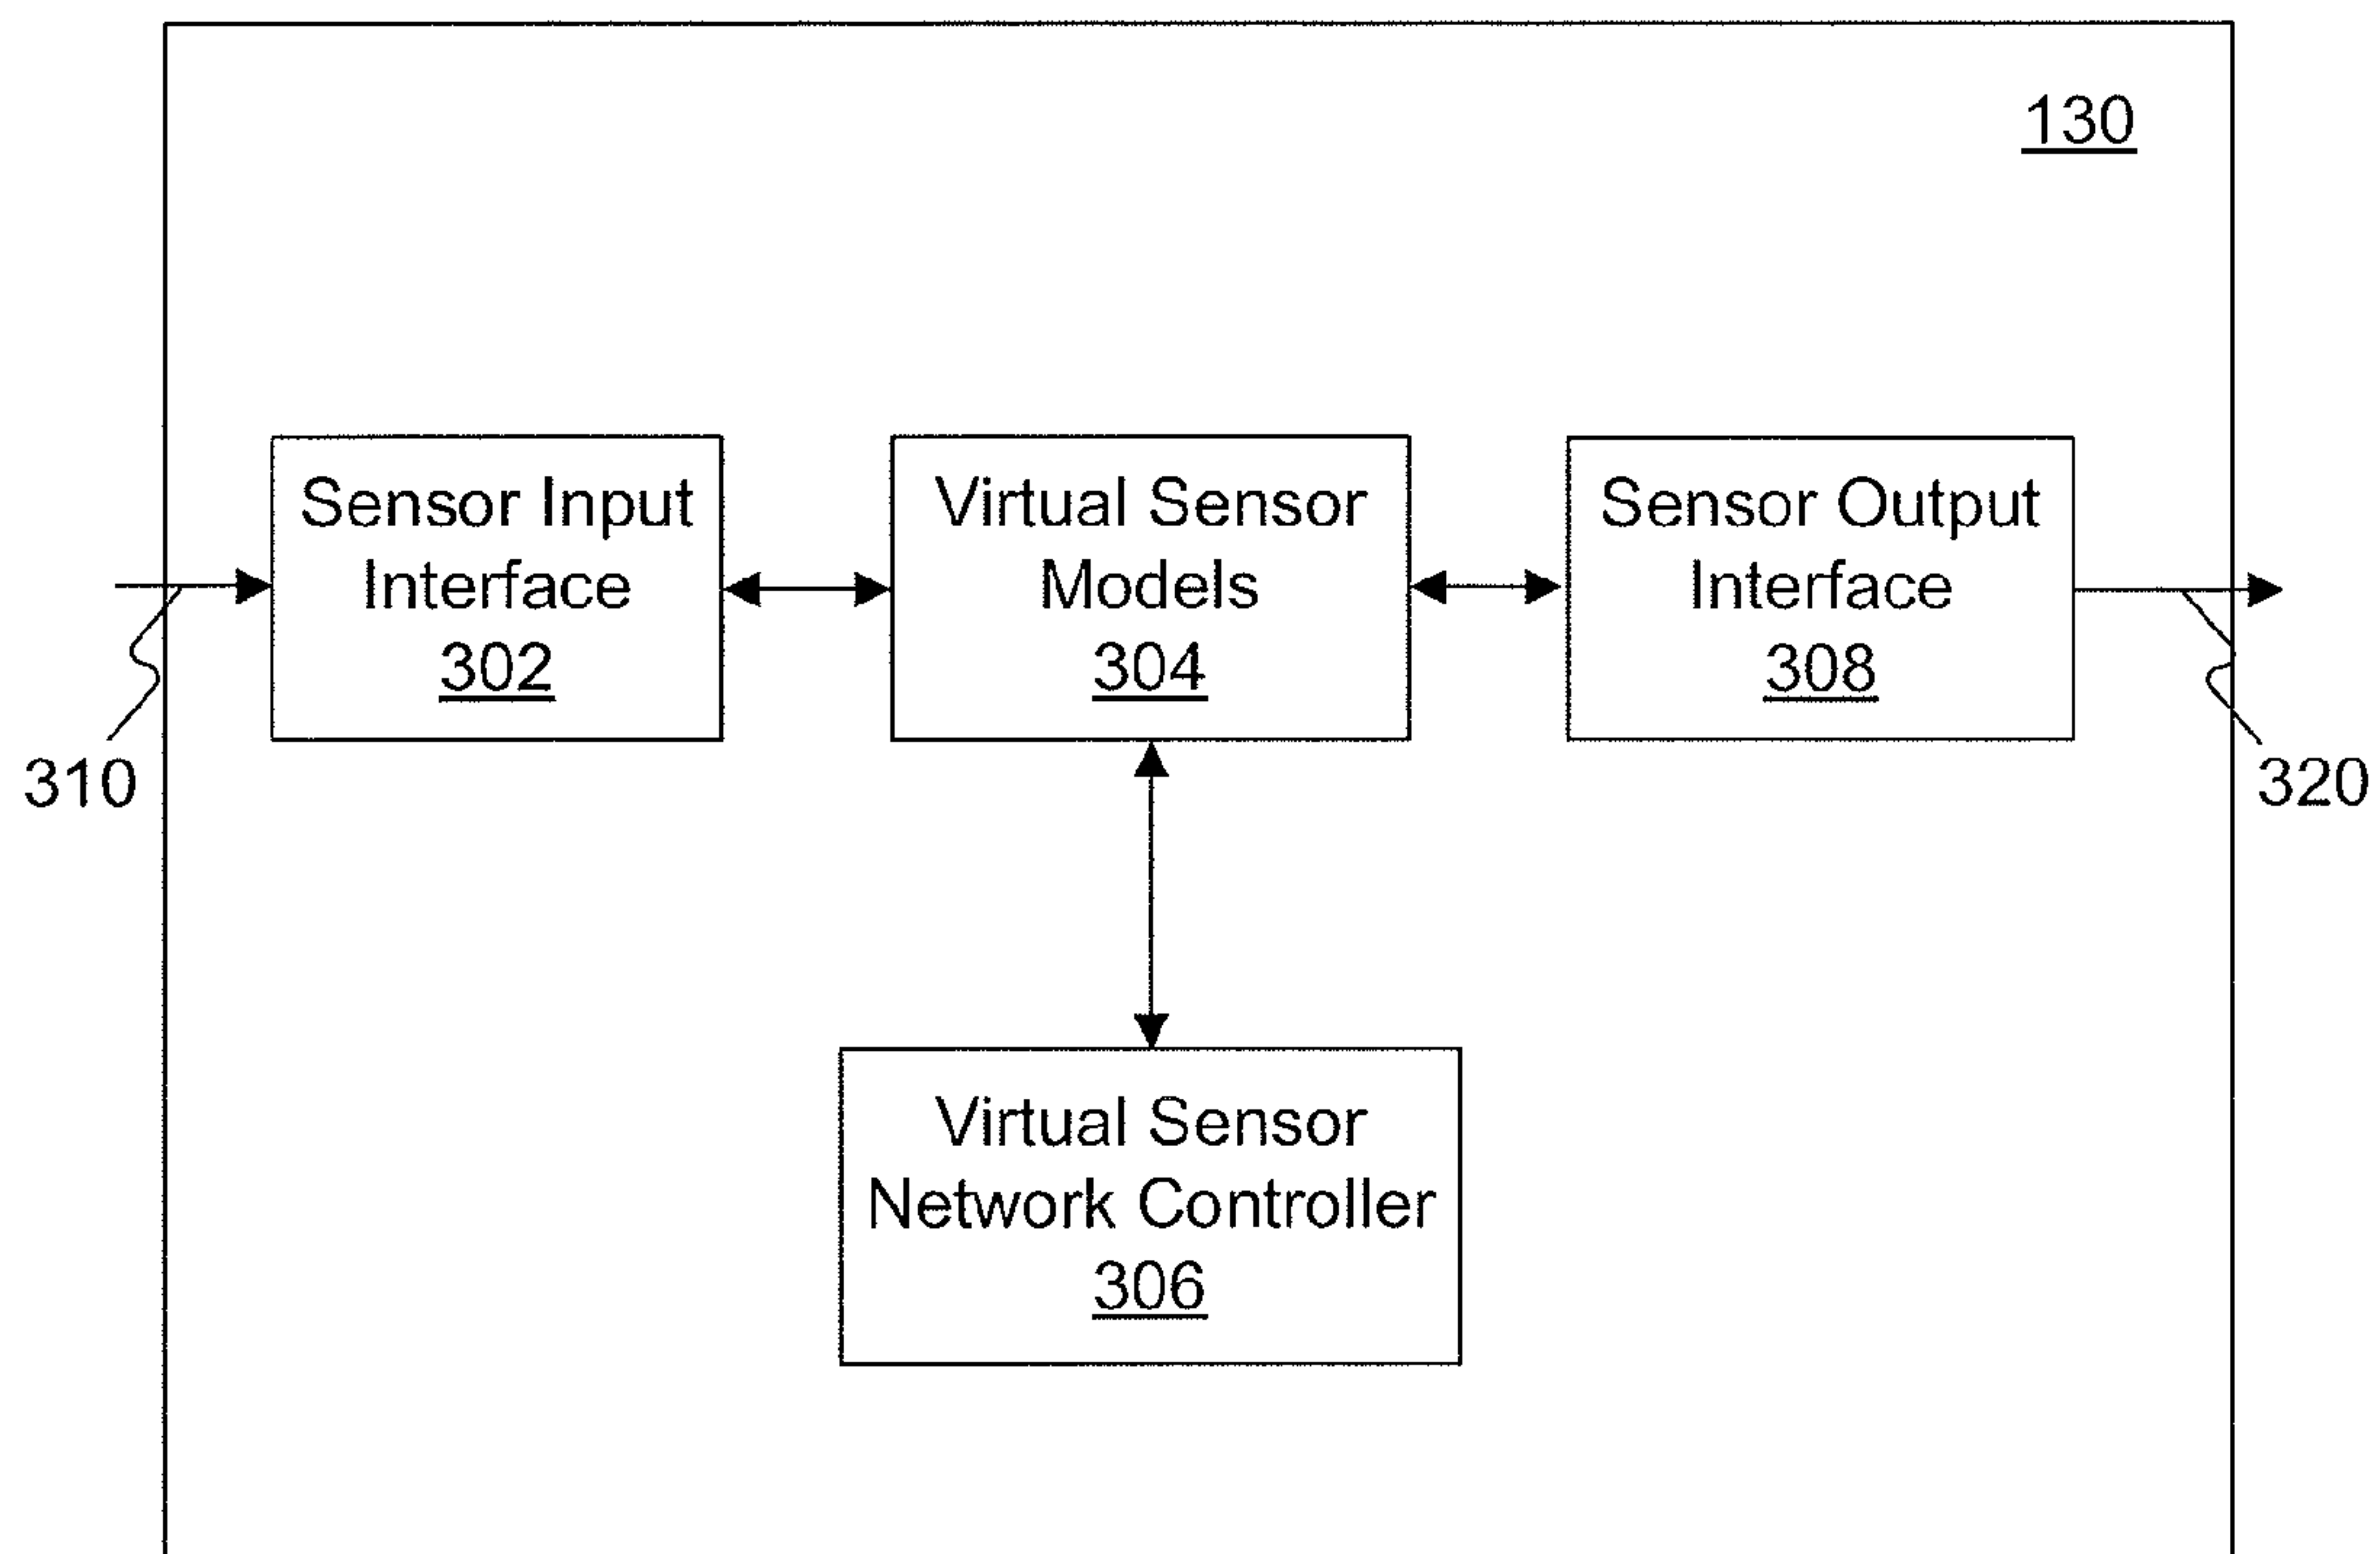 130
Sensor Input
Interface
302
Virtual Sensor
Models
304
Sensor Output
Interface
308
310
320
Virtual Sensor
Network Controller
306